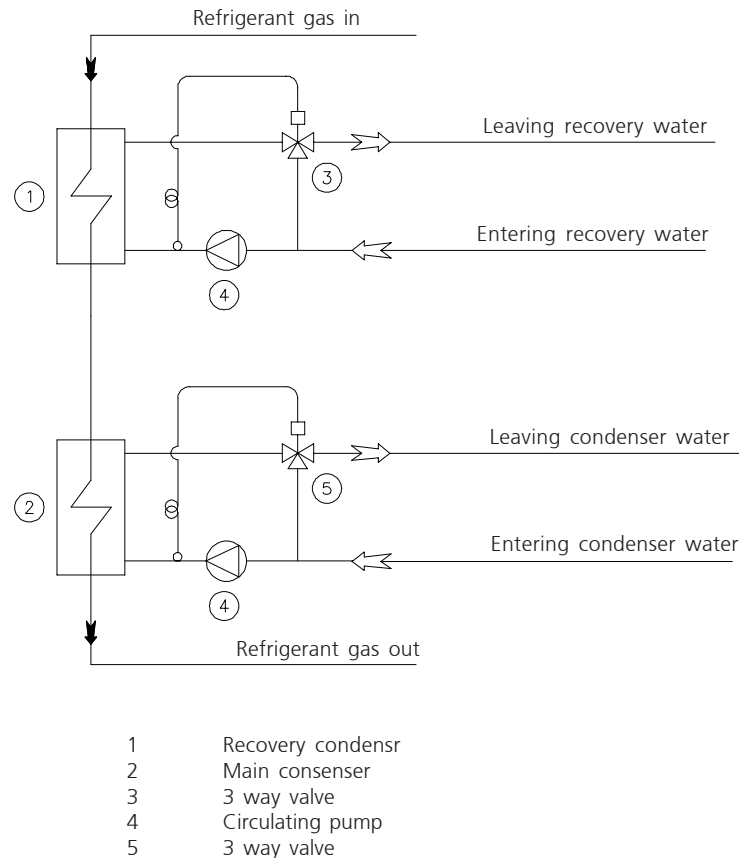 Refrigerant gas in
Leaving recovery water
3
1
Entering recovery water
4
Leaving condenser water
5
2
Entering condenser water
4
Refrigerant gas out
1 Recovery condensr
2 Main consenser
3 3 way valve
4 Circulating pump
5 3 way valve